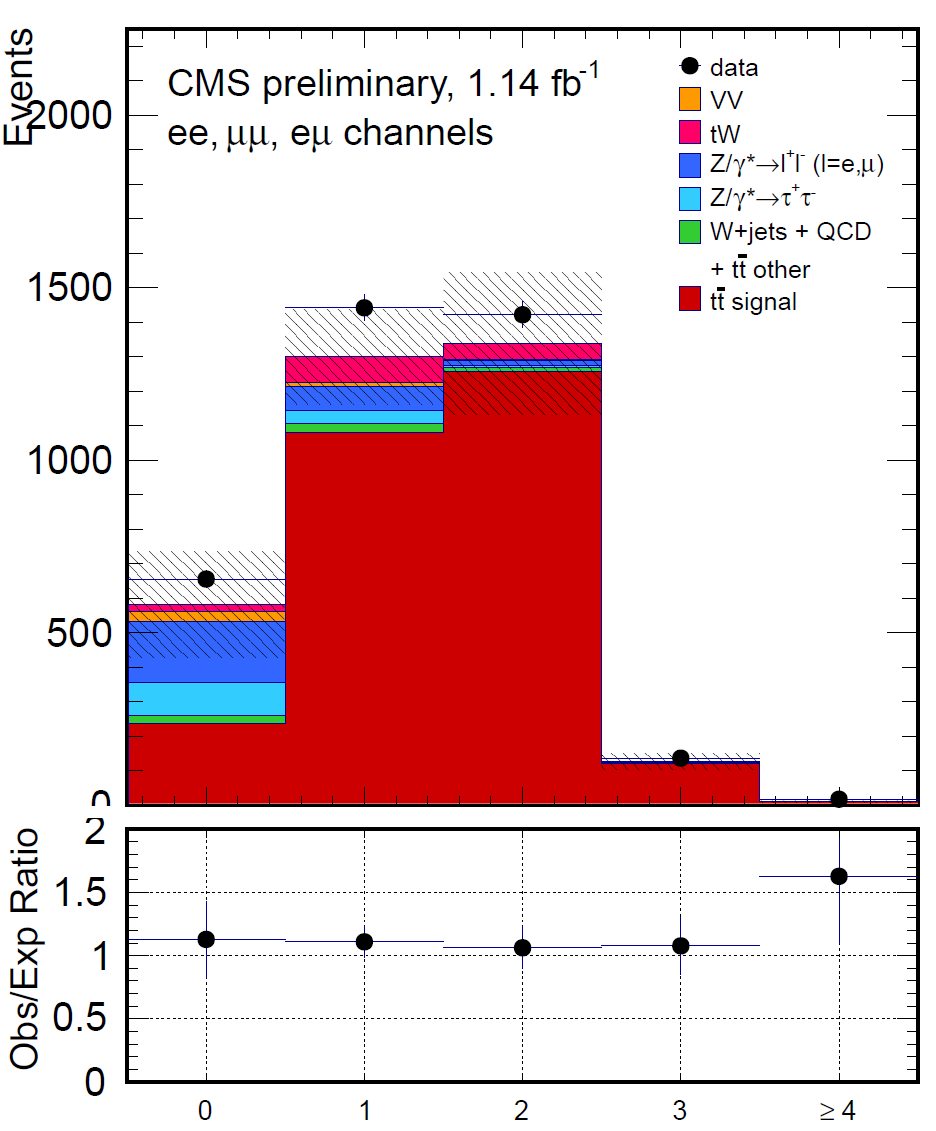 Events
2000
1500
1000
500
0
CMS preliminary, 1.14 fb⁻¹
ee, μμ, eμ channels
data
VV
tW
Z/γ*→l⁺l⁻ (l=e,μ)
Z/γ*→τ⁺τ⁻
W+jets + QCD
+ tt̄ other
tt̄ signal
Obs/Exp Ratio
2
1.5
1
0.5
0
0 1 2 3 ≥ 4